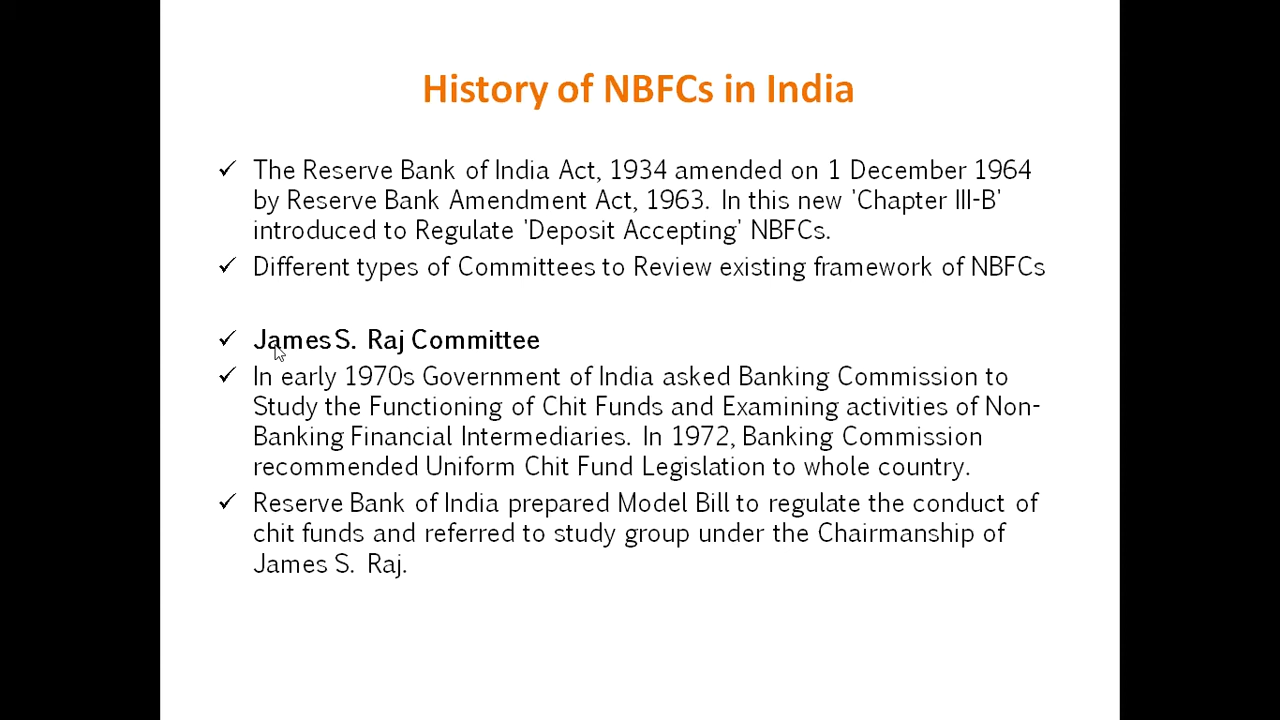 History of NBFCs in India
✓ The Reserve Bank of India Act, 1934 amended on 1 December 1964
by Reserve Bank Amendment Act, 1963. In this new 'Chapter III-B'
introduced to Regulate 'Deposit Accepting' NBFCs.
✓ Different types of Committees to Review existing framework of NBFCs
✓ James S. Raj Committee
✓ In early 1970s Government of India asked Banking Commission to
Study the Functioning of Chit Funds and Examining activities of Non-
Banking Financial Intermediaries. In 1972, Banking Commission
recommended Uniform Chit Fund Legislation to whole country.
✓ Reserve Bank of India prepared Model Bill to regulate the conduct of
chit funds and referred to study group under the Chairmanship of
James S. Raj.